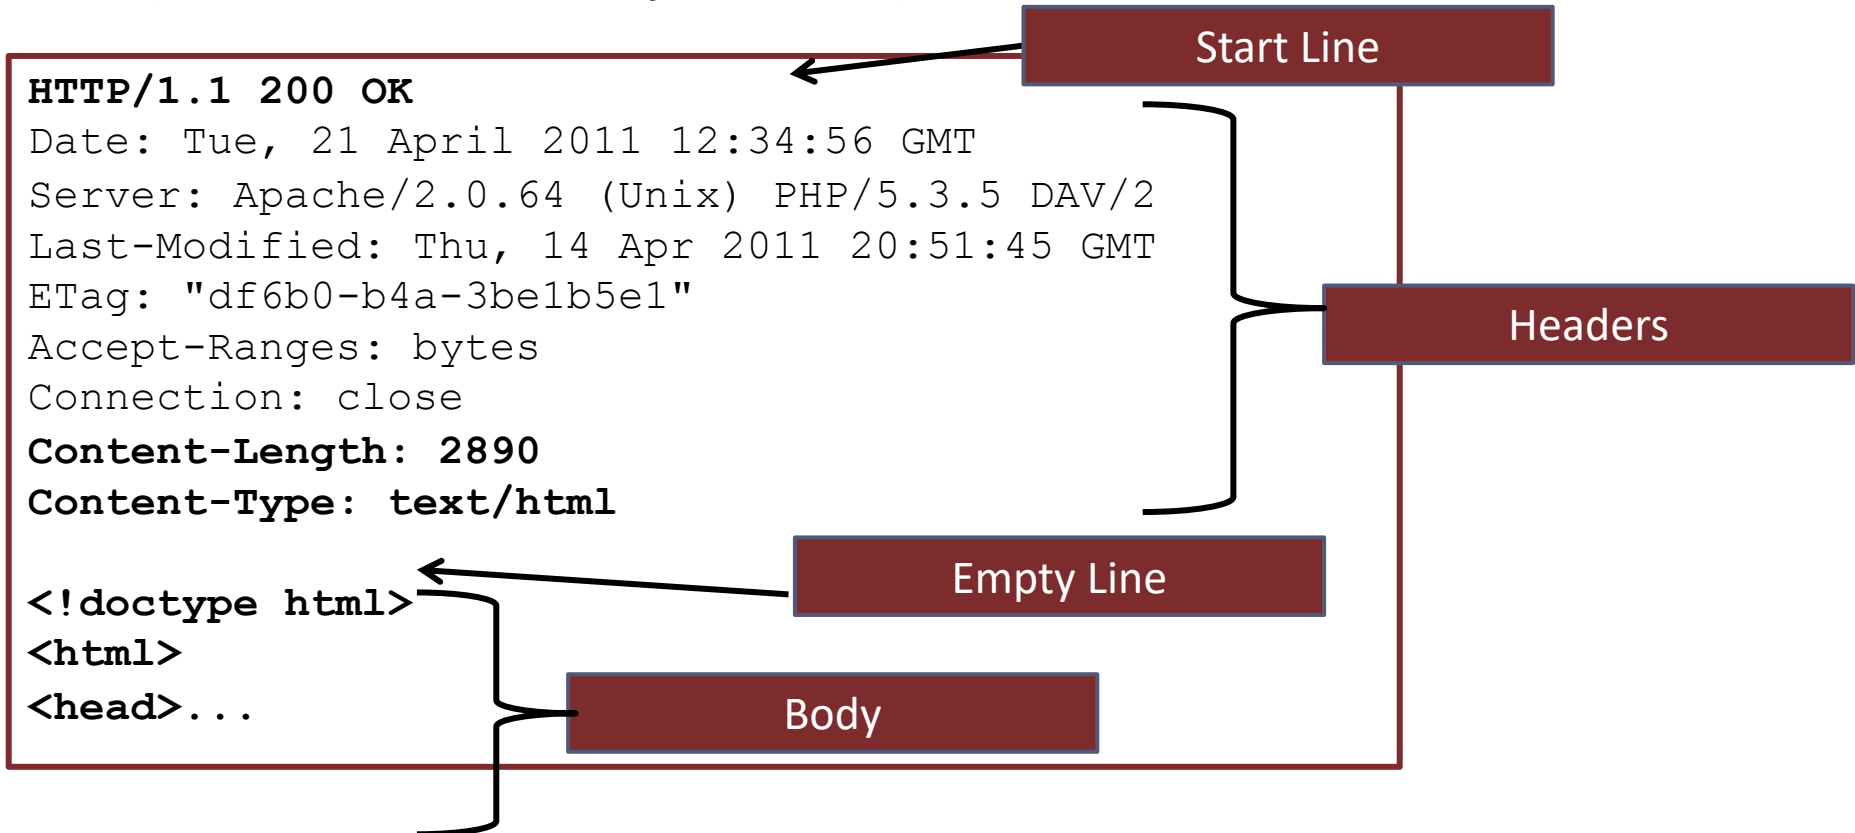 Start Line
HTTP/1.1 200 OK
Date: Tue, 21 April 2011 12:34:56 GMT
Server: Apache/2.0.64 (Unix) PHP/5.3.5 DAV/2
Last-Modified: Thu, 14 Apr 2011 20:51:45 GMT
ETag: "df6b0-b4a-3be1b5e1"
Headers
Accept-Ranges: bytes
Connection: close
Content-Length: 2890
Content-Type: text/html
Empty Line
<!doctype html>
<html>
<head>...
Body